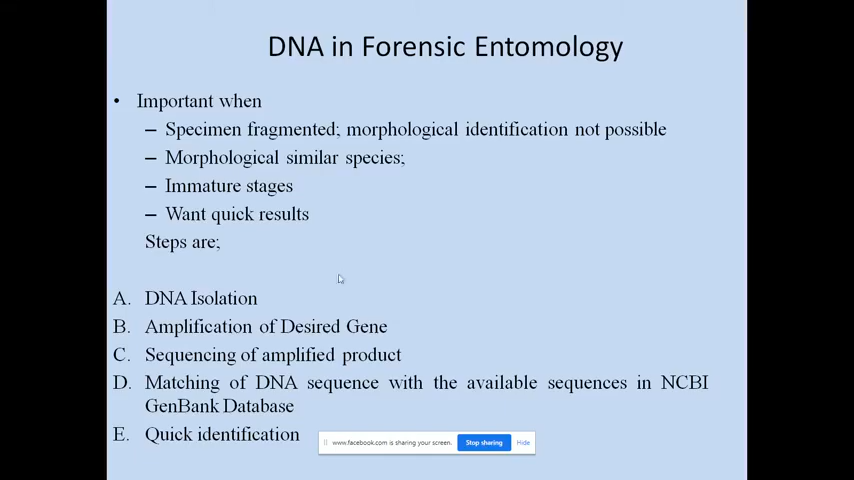 DNA in Forensic Entomology
• Important when
– Specimen fragmented; morphological identification not possible
– Morphological similar species;
– Immature stages
– Want quick results
Steps are;
A. DNA Isolation
B. Amplification of Desired Gene
C. Sequencing of amplified product
D. Matching of DNA sequence with the available sequences in NCBI
GenBank Database
E. Quick identification
www.facebook.com is sharing your screen. Stop sharing Hide